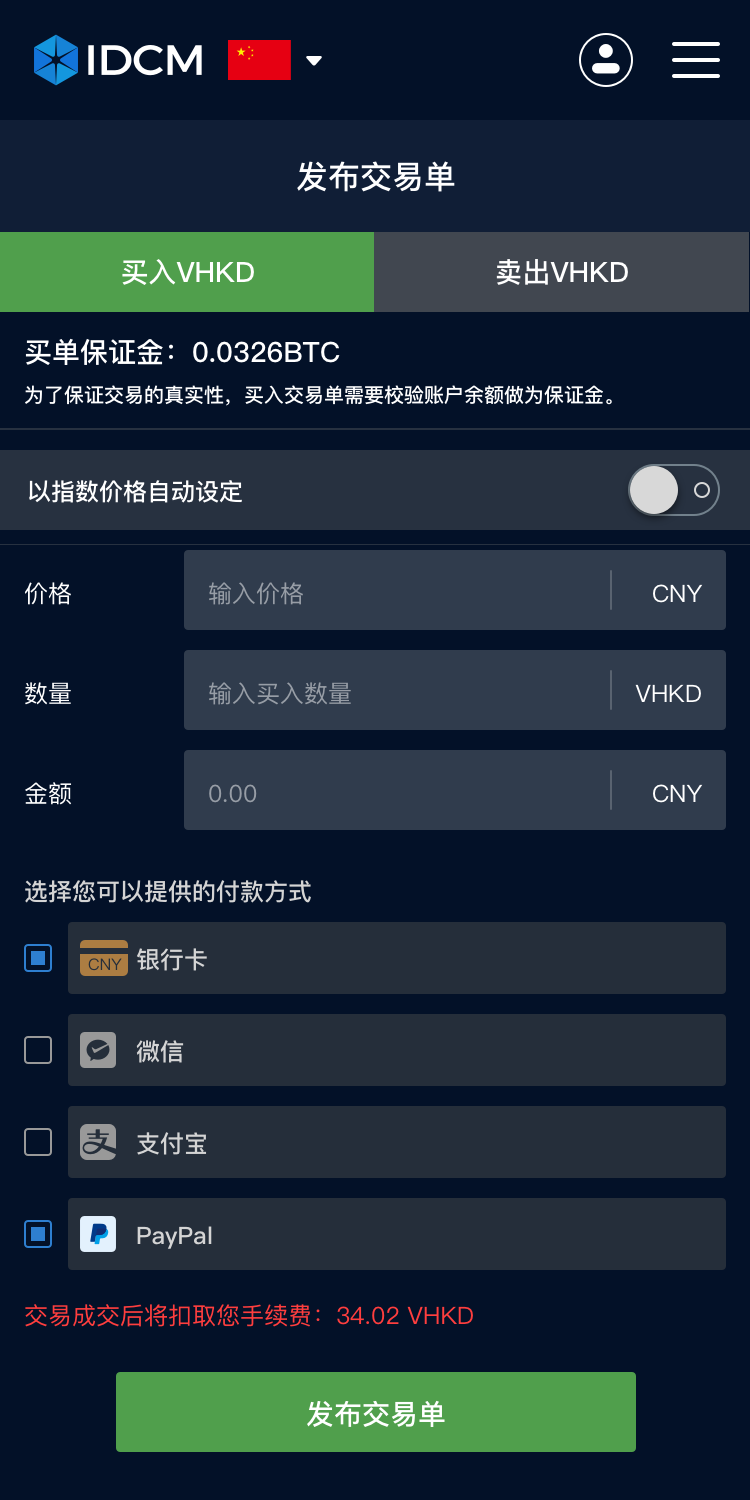 IDCM
发布交易单
买入VHKD
卖出VHKD
买单保证金：0.0326BTC
为了保证交易的真实性，买入交易单需要校验账户余额做为保证金。
以指数价格自动设定
价格
输入价格
CNY
数量
输入买入数量
VHKD
金额
0.00
CNY
选择您可以提供的付款方式
CNY 银行卡
微信
支 支付宝
PayPal
交易成交后将扣取您手续费：34.02 VHKD
发布交易单